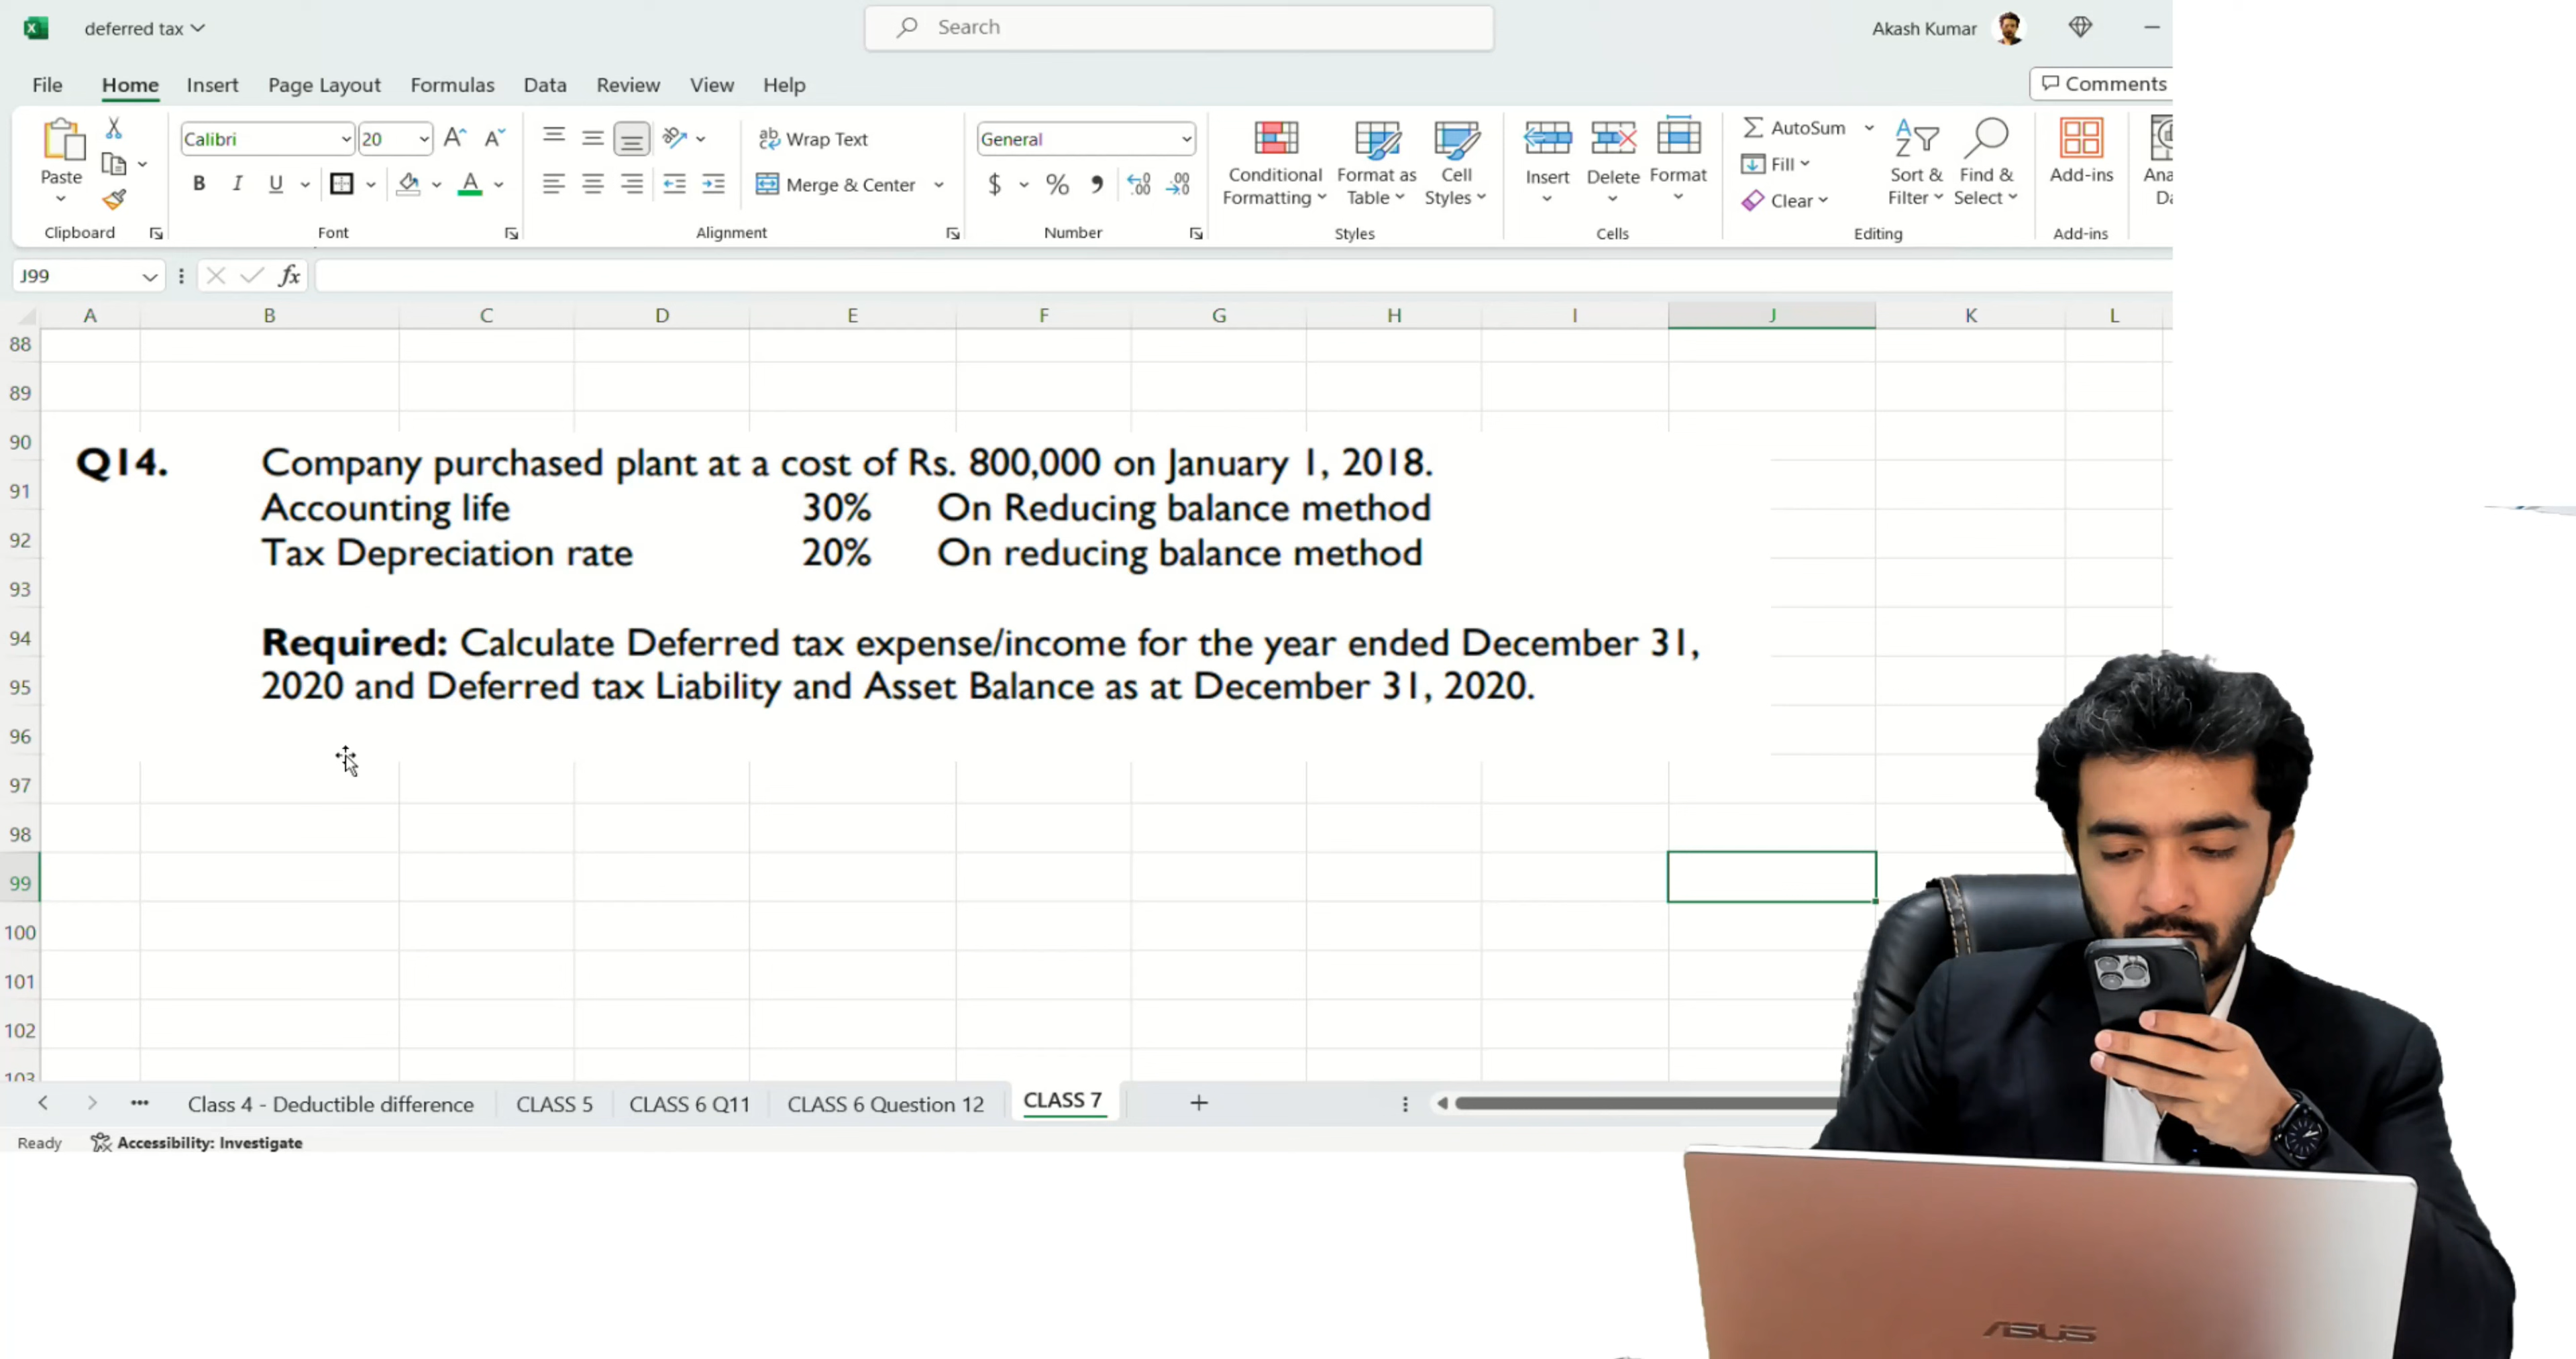 deferred tax
Search
Akash Kumar
File Home Insert Page Layout Formulas Data Review View Help
Comments
Paste
Clipboard
Calibri 20
B I U
Font
Wrap Text
Merge & Center
Alignment
General
$ % ,
Number
Conditional Formatting
Format as Table
Cell Styles
Styles
Insert Delete Format
Cells
AutoSum
Fill
Clear
Sort & Filter
Find & Select
Editing
Add-ins
Add-ins
J99
fx
A B C D E F G H I J K L
88
89
90
91
92
93
94
95
96
97
98
99
100
101
102
103
Q14. Company purchased plant at a cost of Rs. 800,000 on January 1, 2018.
Accounting life 30% On Reducing balance method
Tax Depreciation rate 20% On reducing balance method
Required: Calculate Deferred tax expense/income for the year ended December 31,
2020 and Deferred tax Liability and Asset Balance as at December 31, 2020.
Class 4 - Deductible difference CLASS 5 CLASS 6 Q11 CLASS 6 Question 12 CLASS 7
Ready Accessibility: Investigate
ASUS